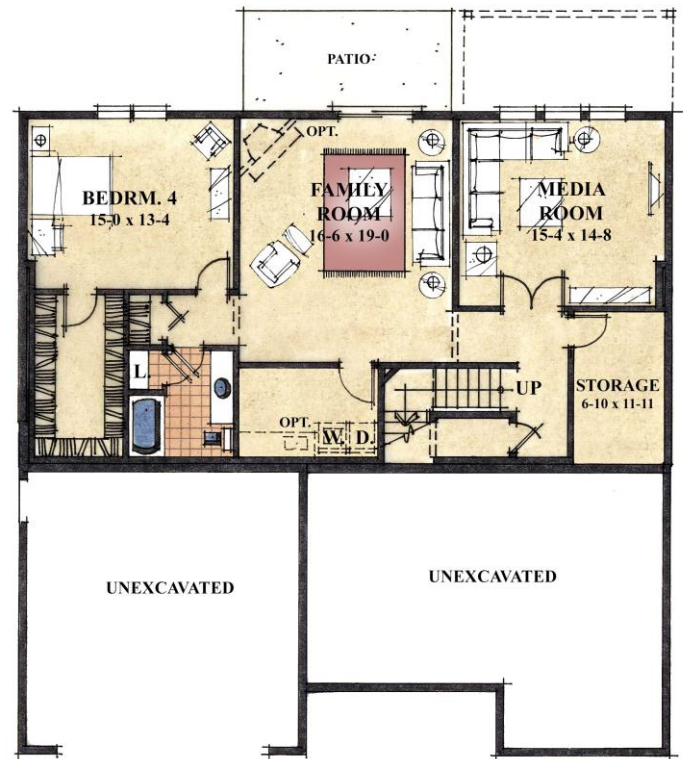 PATIO
OPT.
BEDRM. 4
15-0 x 13-4
FAMILY
ROOM
16-6 x 19-0
MEDIA
ROOM
15-4 x 14-8
L.
UP
STORAGE
6-10 x 11-11
OPT.
W. D.
UNEXCAVATED
UNEXCAVATED